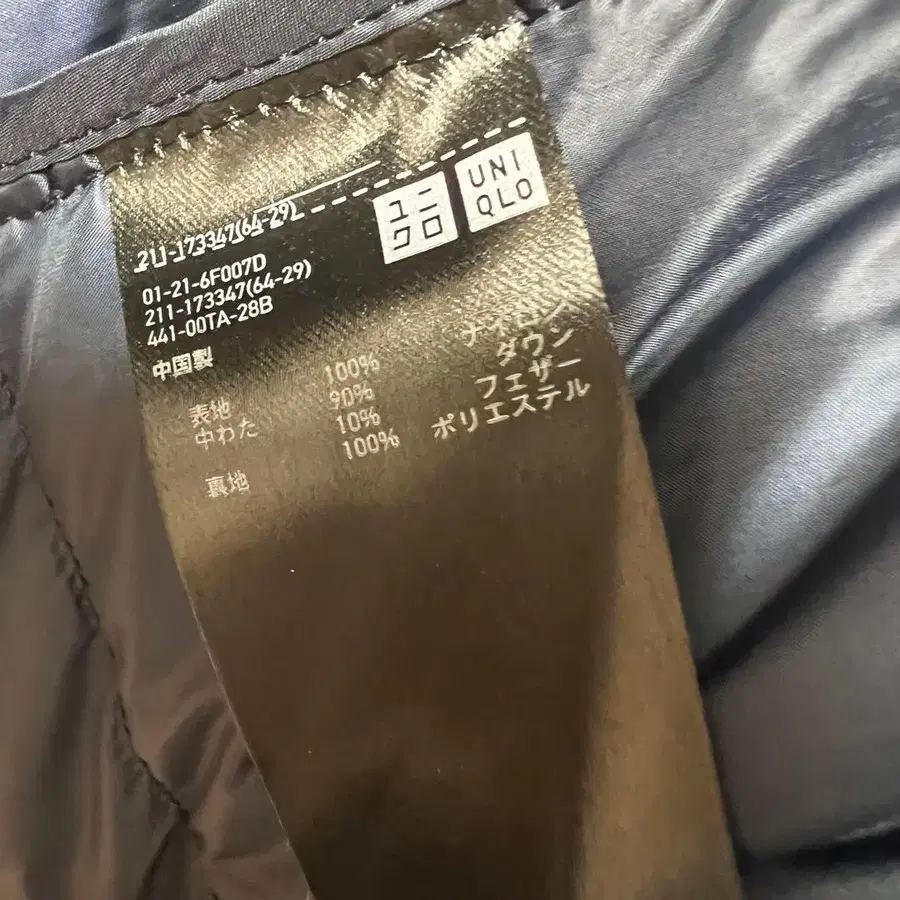 211-173347(64-29)
ユニ
クロ
UNI
QLO
01-21-6F007D
211-173347(64-29)
441-00TA-28B
中国製
表地 100% ナイロン
中わた 90% ダウン
10% フェザー
裏地 100% ポリエステル